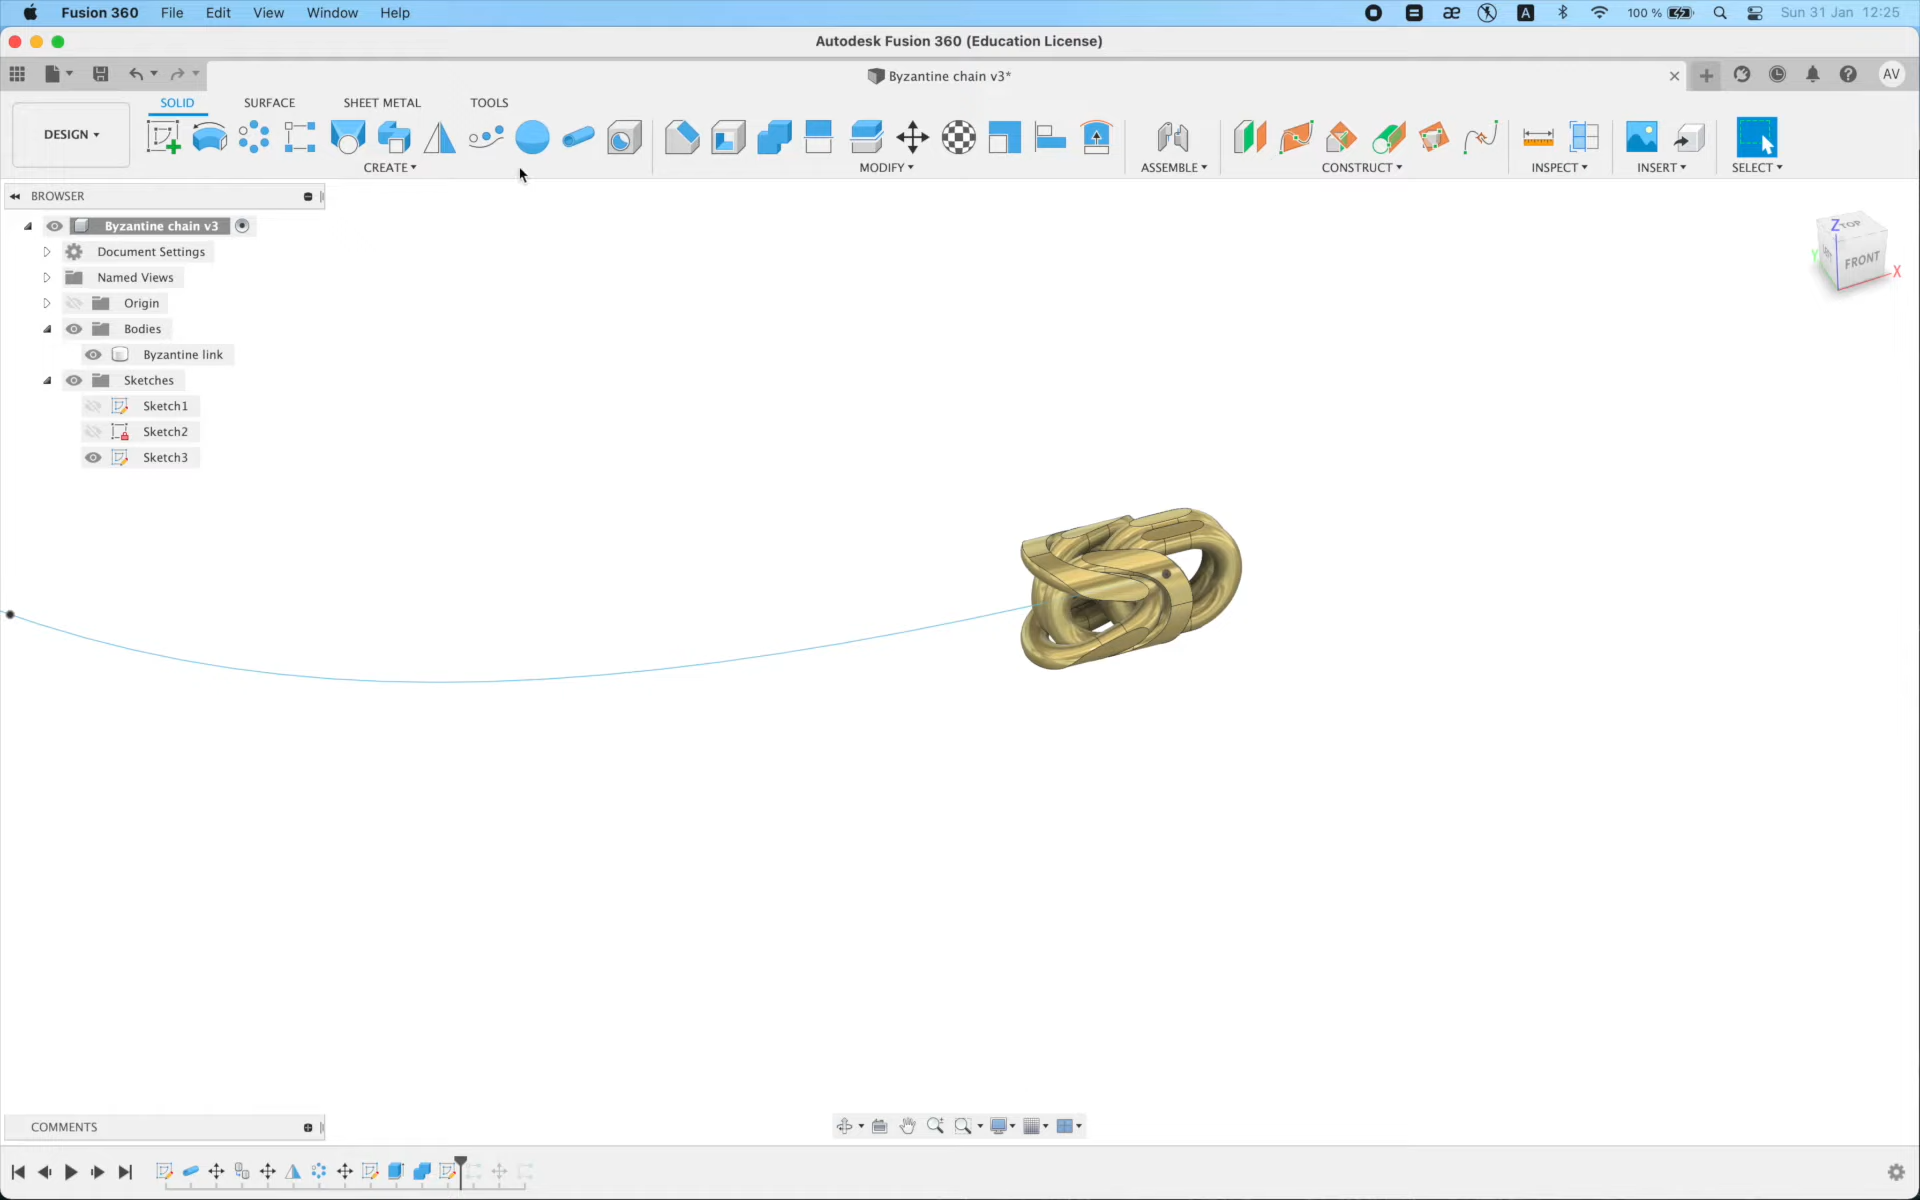 Fusion 360 File Edit View Window Help
A
100 %
Sun 31 Jan 12:25
Autodesk Fusion 360 (Education License)
Byzantine chain v3*
AV
DESIGN
SOLID SURFACE SHEET METAL TOOLS
CREATE MODIFY ASSEMBLE CONSTRUCT INSPECT INSERT SELECT
BROWSER
Byzantine chain v3
Document Settings
Named Views
Origin
Bodies
Byzantine link
Sketches
Sketch1
Sketch2
Sketch3
Z TOP
Y
FRONT
X
COMMENTS